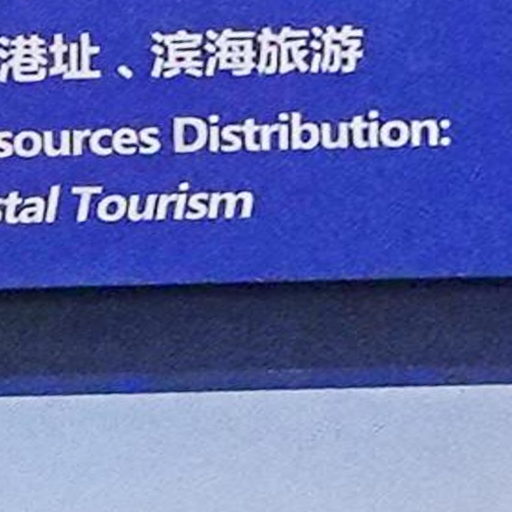 港址、滨海旅游
sources Distribution:
stal Tourism